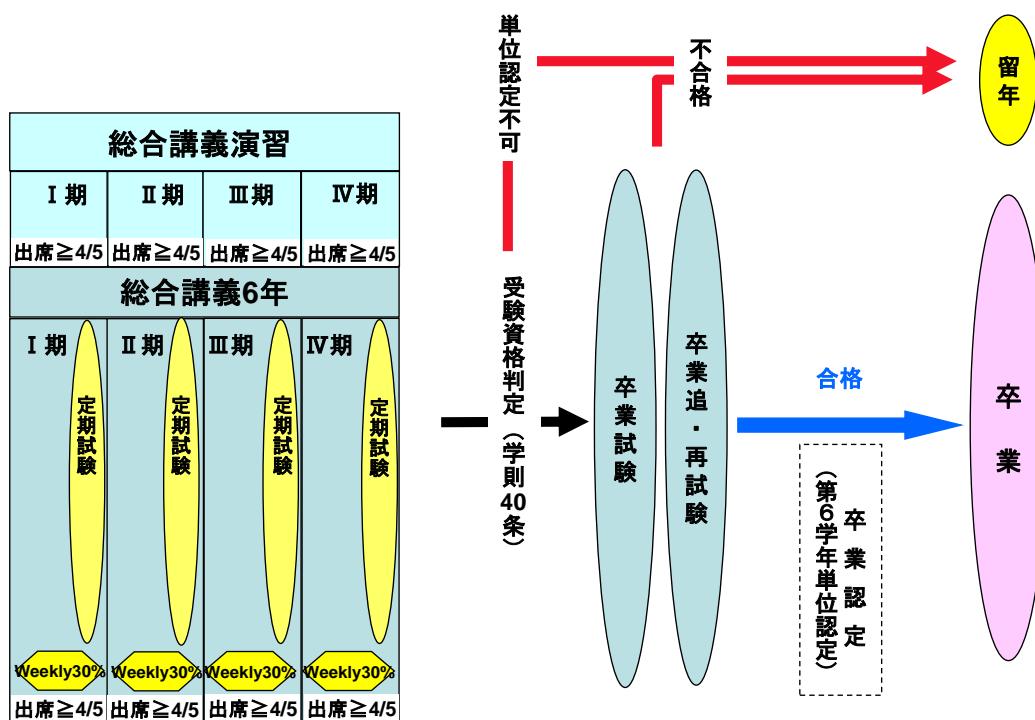 総合講義演習
Ⅰ期 Ⅱ期 Ⅲ期 Ⅳ期
出席≧4/5 出席≧4/5 出席≧4/5 出席≧4/5
総合講義6年
Ⅰ期 Ⅱ期 Ⅲ期 Ⅳ期
定期試験 定期試験 定期試験 定期試験
Weekly30% Weekly30% Weekly30% Weekly30%
出席≧4/5 出席≧4/5 出席≧4/5 出席≧4/5
単位認定不可
受験資格判定（学則40条）
不合格
卒業試験
卒業追・再試験
合格
卒業認定
（第６学年単位認定）
留年
卒業